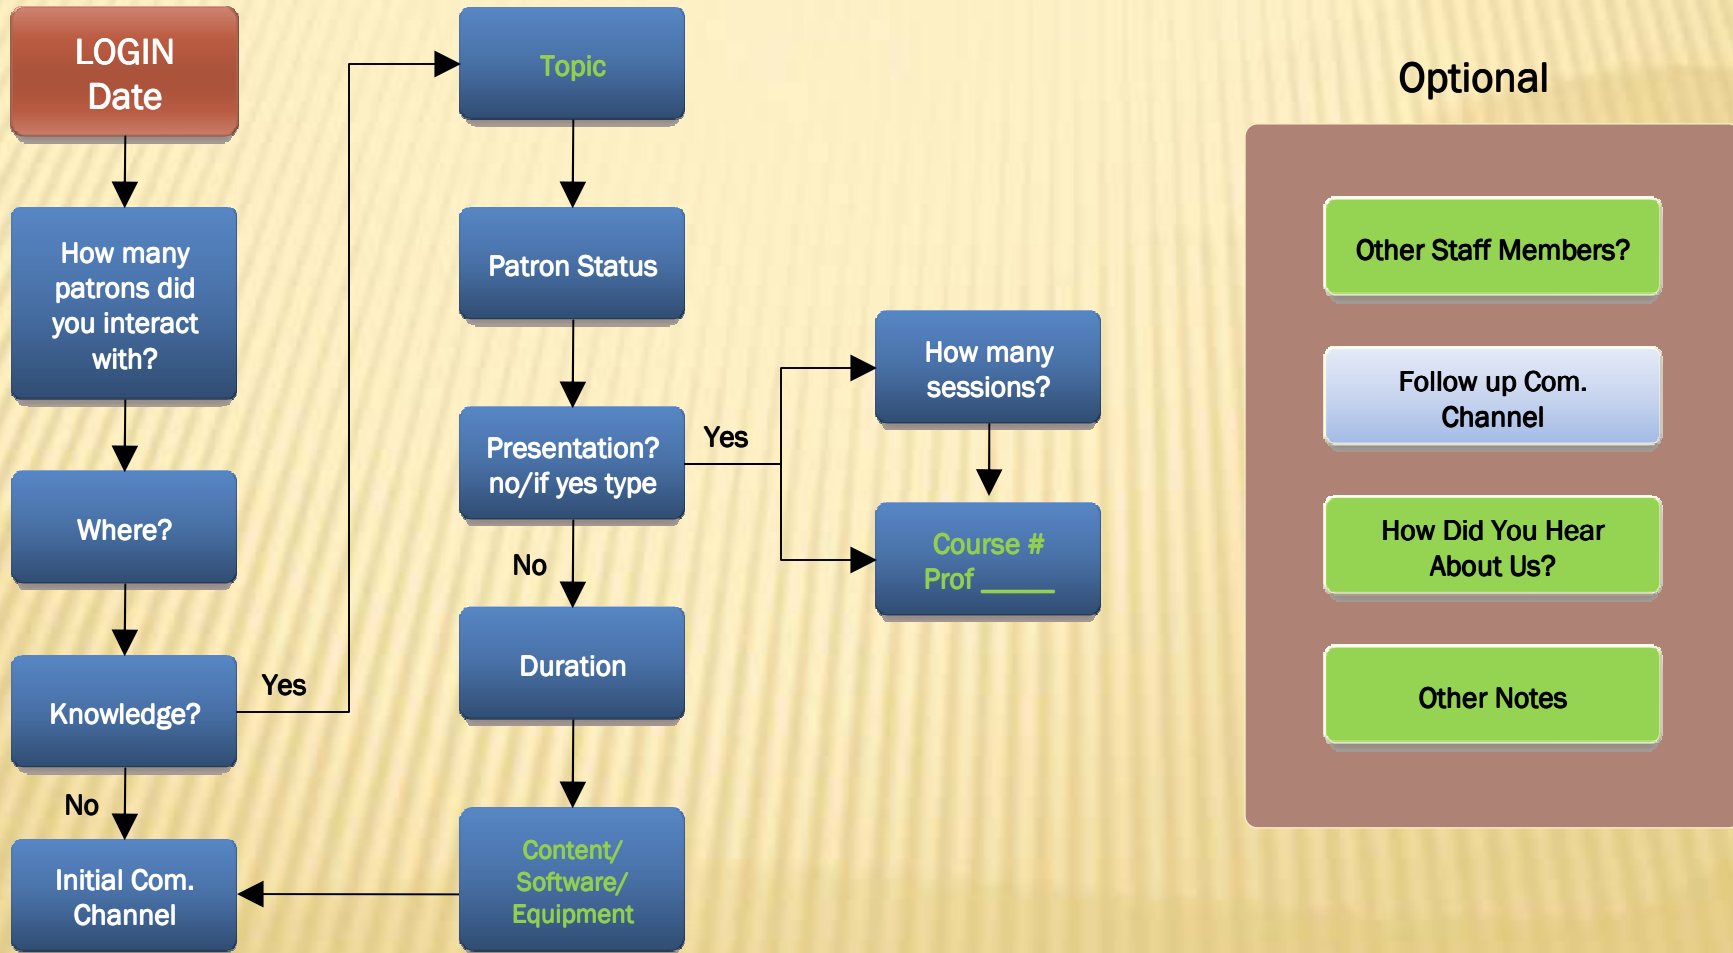 LOGIN
Date
How many
patrons did
you interact
with?
Where?
Knowledge?
Yes
No
Initial Com.
Channel
Topic
Patron Status
Presentation?
no/if yes type
Yes
No
Duration
Content/
Software/
Equipment
How many
sessions?
Course #
Prof _____
Optional
Other Staff Members?
Follow up Com.
Channel
How Did You Hear
About Us?
Other Notes